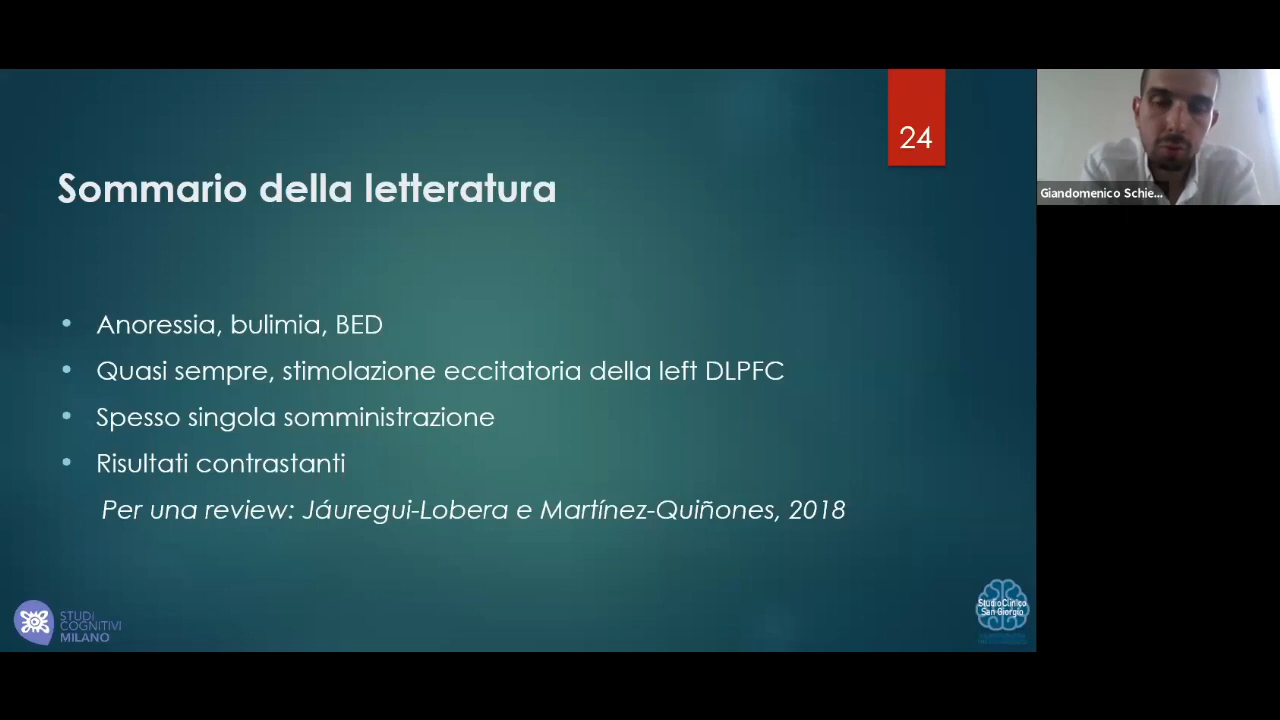 24
Giandomenico Schie...
Sommario della letteratura
• Anoressia, bulimia, BED
• Quasi sempre, stimolazione eccitatoria della left DLPFC
• Spesso singola somministrazione
• Risultati contrastanti
Per una review: Jáuregui-Lobera e Martínez-Quiñones, 2018
STUDI
COGNITIVI
MILANO
Studio Clinico
San Giorgio